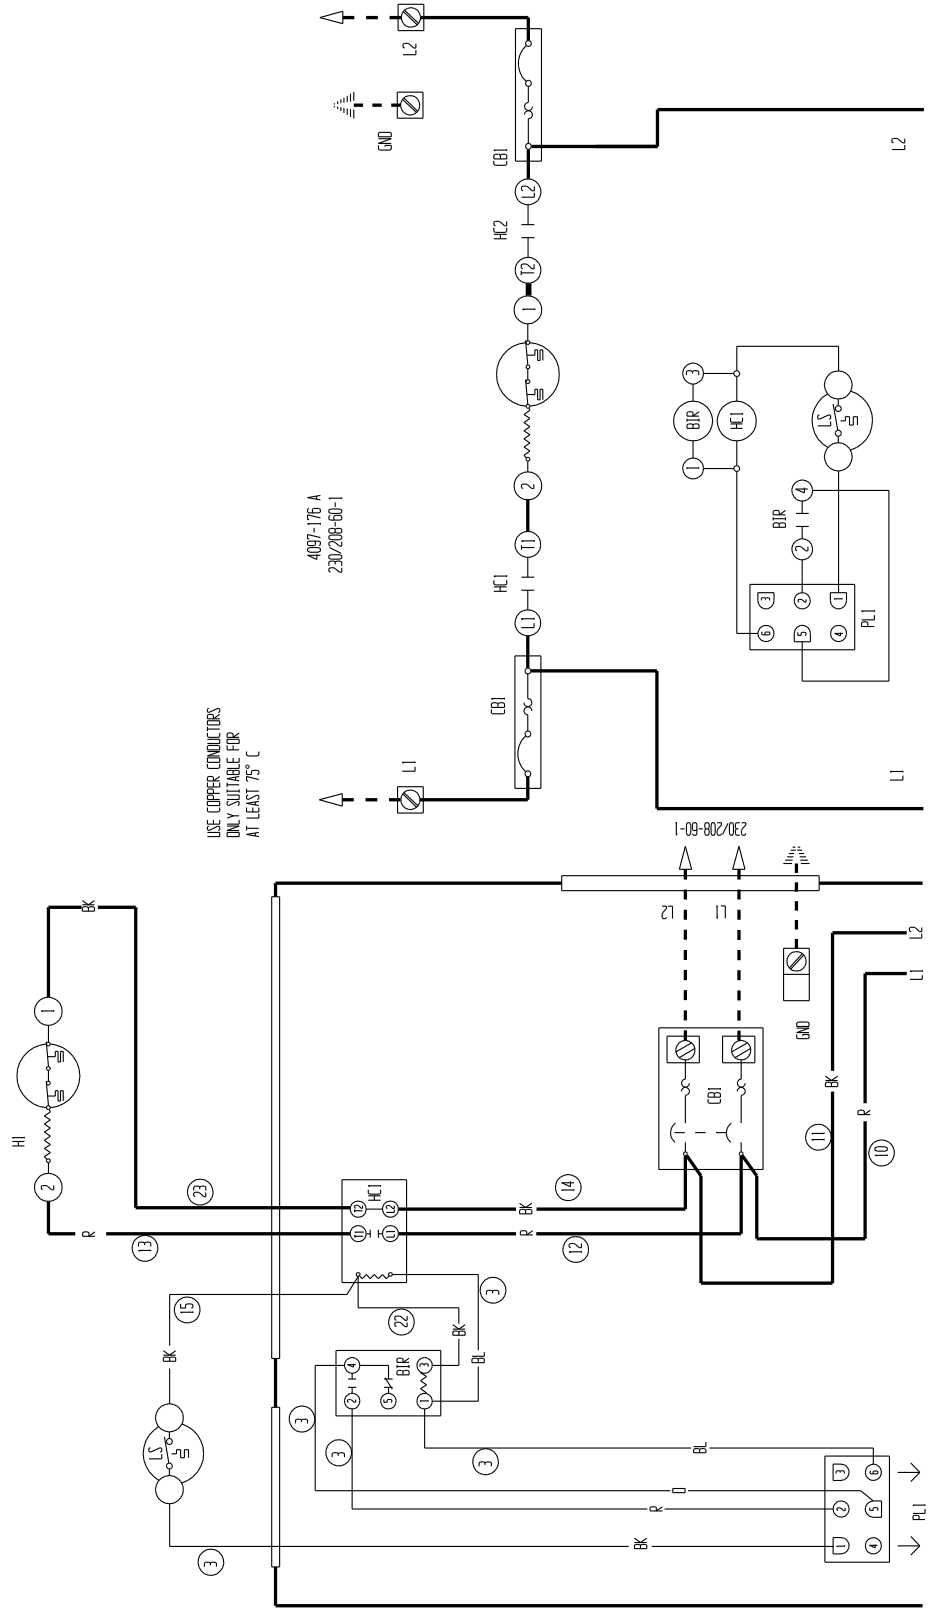 L2
GND
CB1
L2
HC2
T2
1
2
T1
HC1
L1
CB1
L1
4097-176 A
230/208-60-1
USE COPPER CONDUCTORS
ONLY SUITABLE FOR
AT LEAST 75° C
L2
L1
3
BIR
1
HC1
LS
BIR
4
2
3
2
1
6
5
4
PL1
230/208-60-1
L2
L1
GND
CB1
L2
L1
BK
11
R
10
BK
1
H1
2
R
13
23
HC1
T2
L2
T1
L1
14
BK
R
12
15
BK
22
3
BK
BL
LS
BIR
4
3
2
5
1
3
3
3
3
BL
O
R
BK
3
6
2
5
1
4
PL1